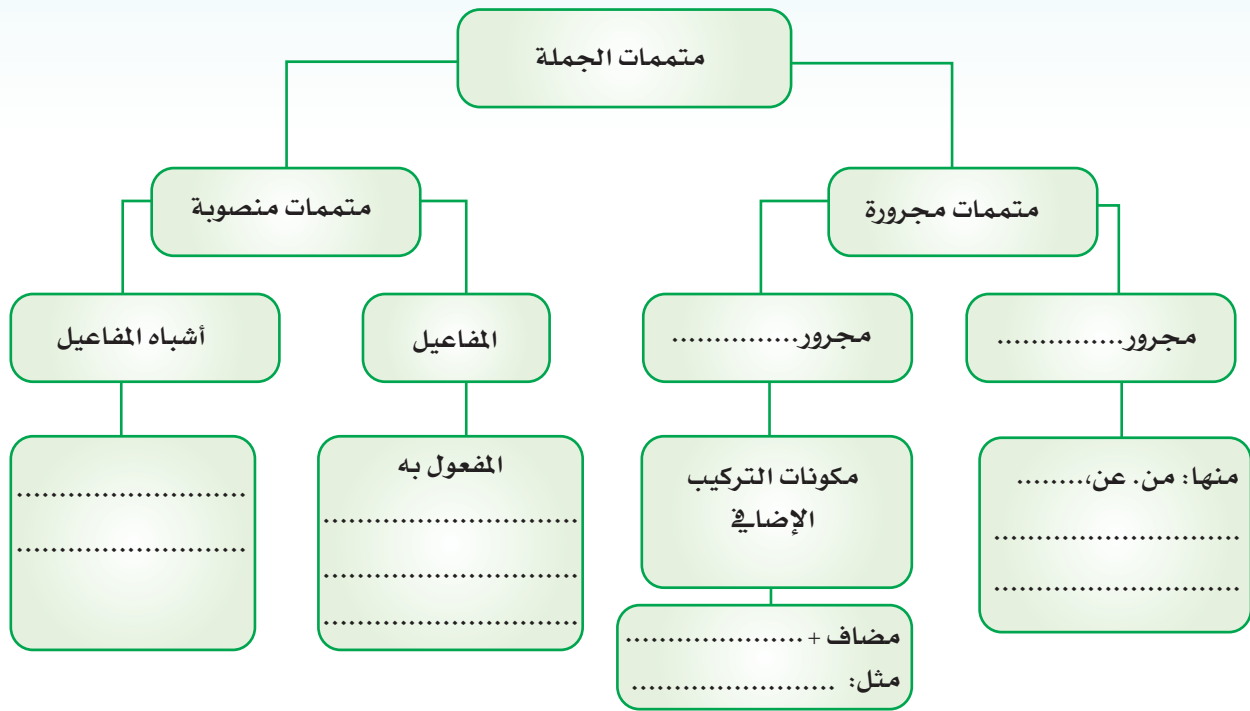 متممات الجملة
متممات مجرورة
متممات منصوبة
مجرور...............
مجرور...............
المفاعيل
أشباه المفاعيل
منها: من. عن،........
.............................
.............................
مكونات التركيب
الإضافي
مضاف + .....................
مثل: ........................
المفعول به
..............................
..............................
..............................
...........................
...........................